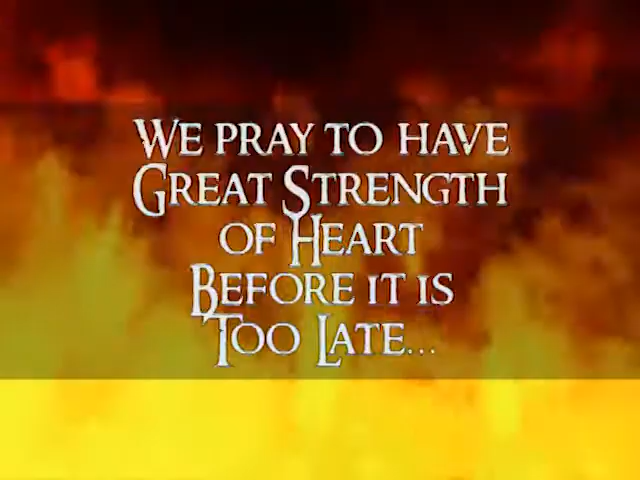 We pray to have
Great Strength
of Heart
Before it is
Too Late...